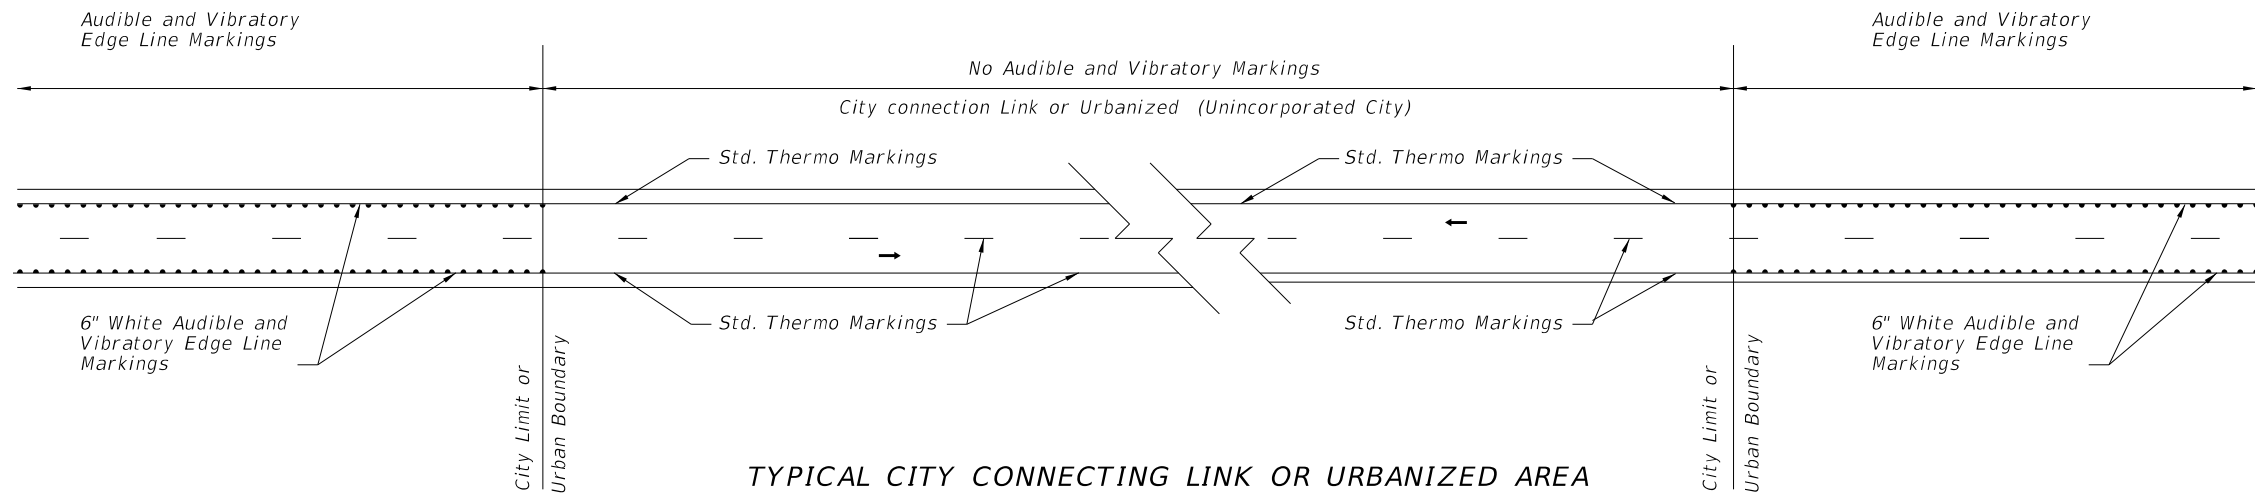 Audible and Vibratory
Edge Line Markings
No Audible and Vibratory Markings
City connection Link or Urbanized (Unincorporated City)
Audible and Vibratory
Edge Line Markings
Std. Thermo Markings
Std. Thermo Markings
6" White Audible and
Vibratory Edge Line
Markings
Std. Thermo Markings
Std. Thermo Markings
6" White Audible and
Vibratory Edge Line
Markings
City Limit or
Urban Boundary
City Limit or
Urban Boundary
TYPICAL CITY CONNECTING LINK OR URBANIZED AREA